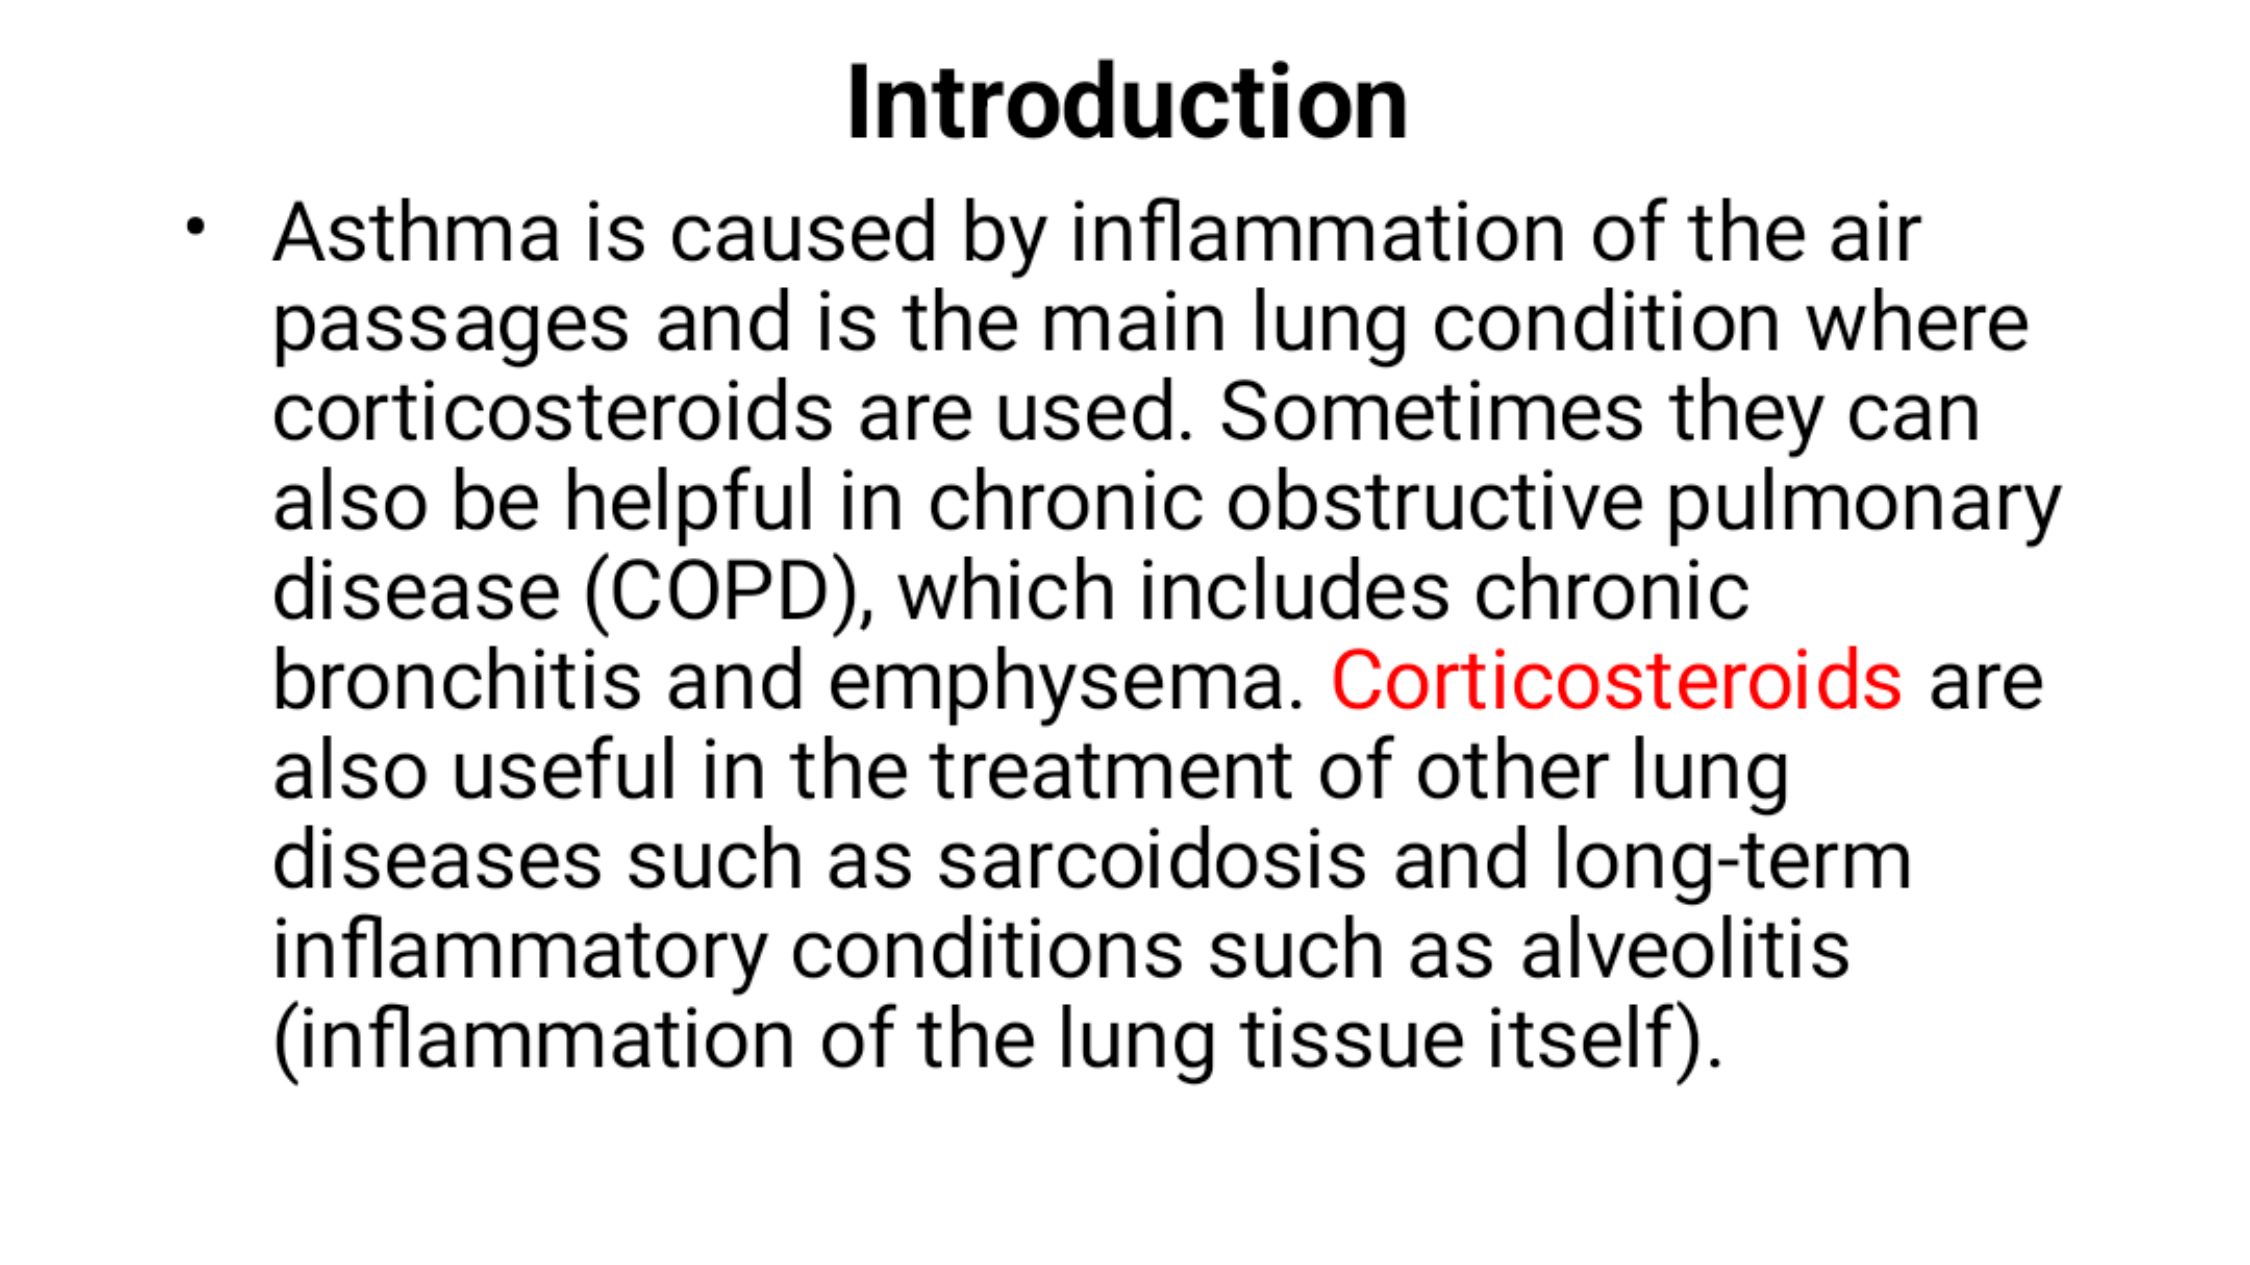 Introduction
• Asthma is caused by inflammation of the air
passages and is the main lung condition where
corticosteroids are used. Sometimes they can
also be helpful in chronic obstructive pulmonary
disease (COPD), which includes chronic
bronchitis and emphysema. Corticosteroids are
also useful in the treatment of other lung
diseases such as sarcoidosis and long-term
inflammatory conditions such as alveolitis
(inflammation of the lung tissue itself).